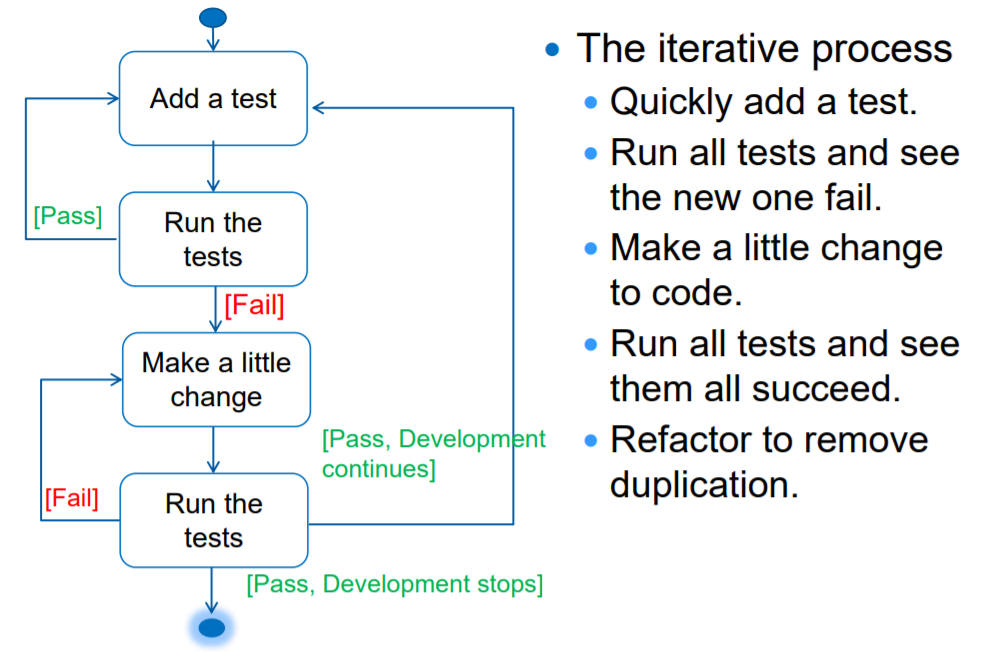 Add a test
[Pass]
Run the
tests
[Fail]
Make a little
change
[Pass, Development
continues]
[Fail]
Run the
tests
[Pass, Development stops]
• The iterative process
• Quickly add a test.
• Run all tests and see
the new one fail.
• Make a little change
to code.
• Run all tests and see
them all succeed.
• Refactor to remove
duplication.